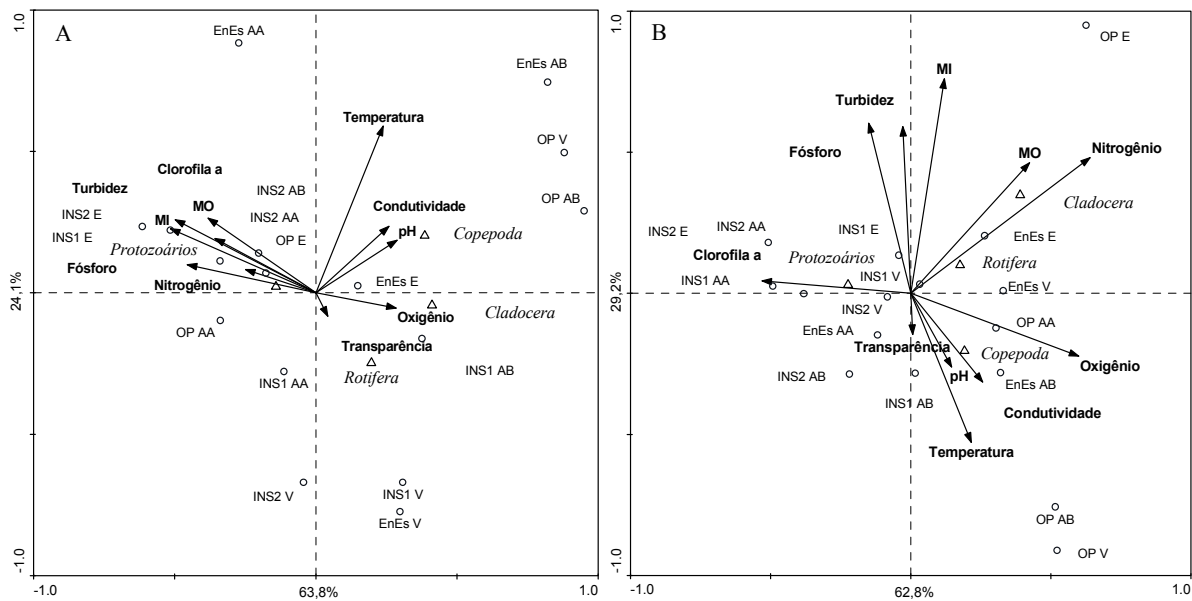 A
1.0
EnEs AA
EnEs AB
Temperatura
OP V
Clorofila a
Turbidez
INS2 AB
OP AB
INS2 E
MI
MO
INS2 AA
Condutividade
INS1 E
Protozoários
OP E
pH
Copepoda
Fósforo
Nitrogênio
EnEs E
24,1%
Cladocera
Oxigênio
OP AA
Transparência
Rotifera
INS1 AB
INS1 AA
INS2 V
INS1 V
EnEs V
-1.0
-1.0
63,8%
1.0
B
1.0
OP E
MI
Turbidez
Fósforo
MO
Nitrogênio
Cladocera
INS2 E
INS2 AA
INS1 E
EnEs E
Clorofila a
Protozoários
Rotifera
INS1 AA
INS1 V
EnEs V
29,2%
INS2 V
OP AA
EnEs AA
Transparência
Copepoda
Oxigênio
INS2 AB
pH
EnEs AB
INS1 AB
Condutividade
Temperatura
OP AB
OP V
-1.0
-1.0
62,8%
1.0